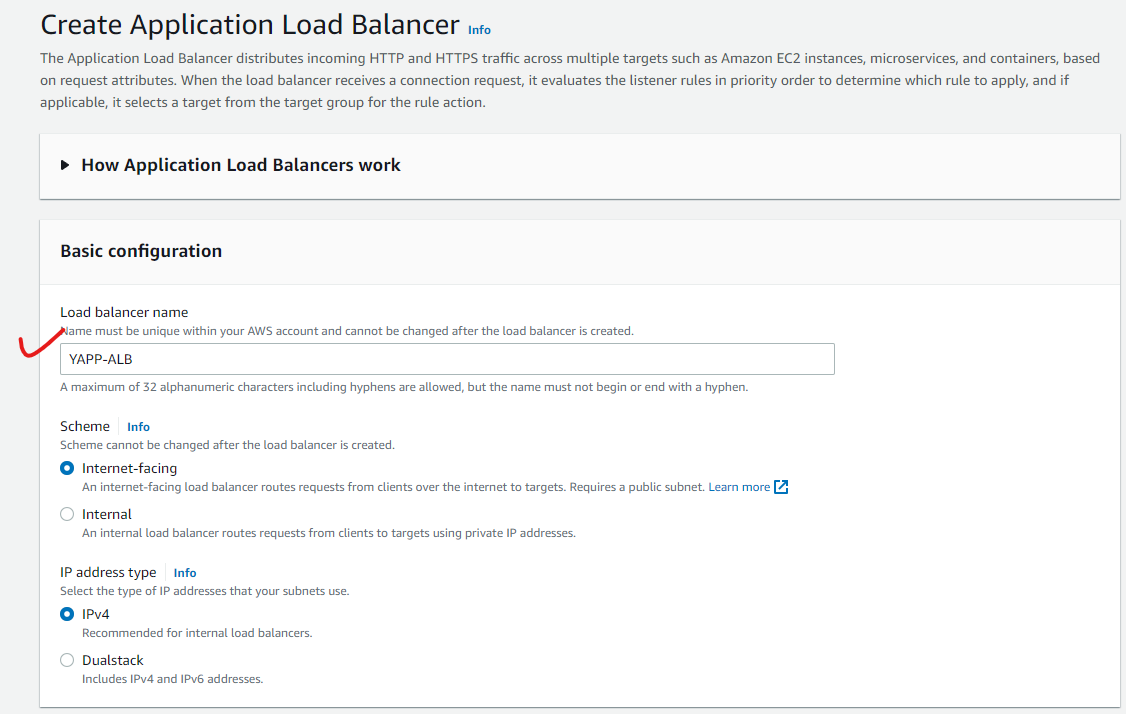 Create Application Load Balancer Info
The Application Load Balancer distributes incoming HTTP and HTTPS traffic across multiple targets such as Amazon EC2 instances, microservices, and containers, based
on request attributes. When the load balancer receives a connection request, it evaluates the listener rules in priority order to determine which rule to apply, and if
applicable, it selects a target from the target group for the rule action.
How Application Load Balancers work
Basic configuration
Load balancer name
Name must be unique within your AWS account and cannot be changed after the load balancer is created.
YAPP-ALB
A maximum of 32 alphanumeric characters including hyphens are allowed, but the name must not begin or end with a hyphen.
Scheme Info
Scheme cannot be changed after the load balancer is created.
Internet-facing
An internet-facing load balancer routes requests from clients over the internet to targets. Requires a public subnet. Learn more
Internal
An internal load balancer routes requests from clients to targets using private IP addresses.
IP address type Info
Select the type of IP addresses that your subnets use.
IPv4
Recommended for internal load balancers.
Dualstack
Includes IPv4 and IPv6 addresses.